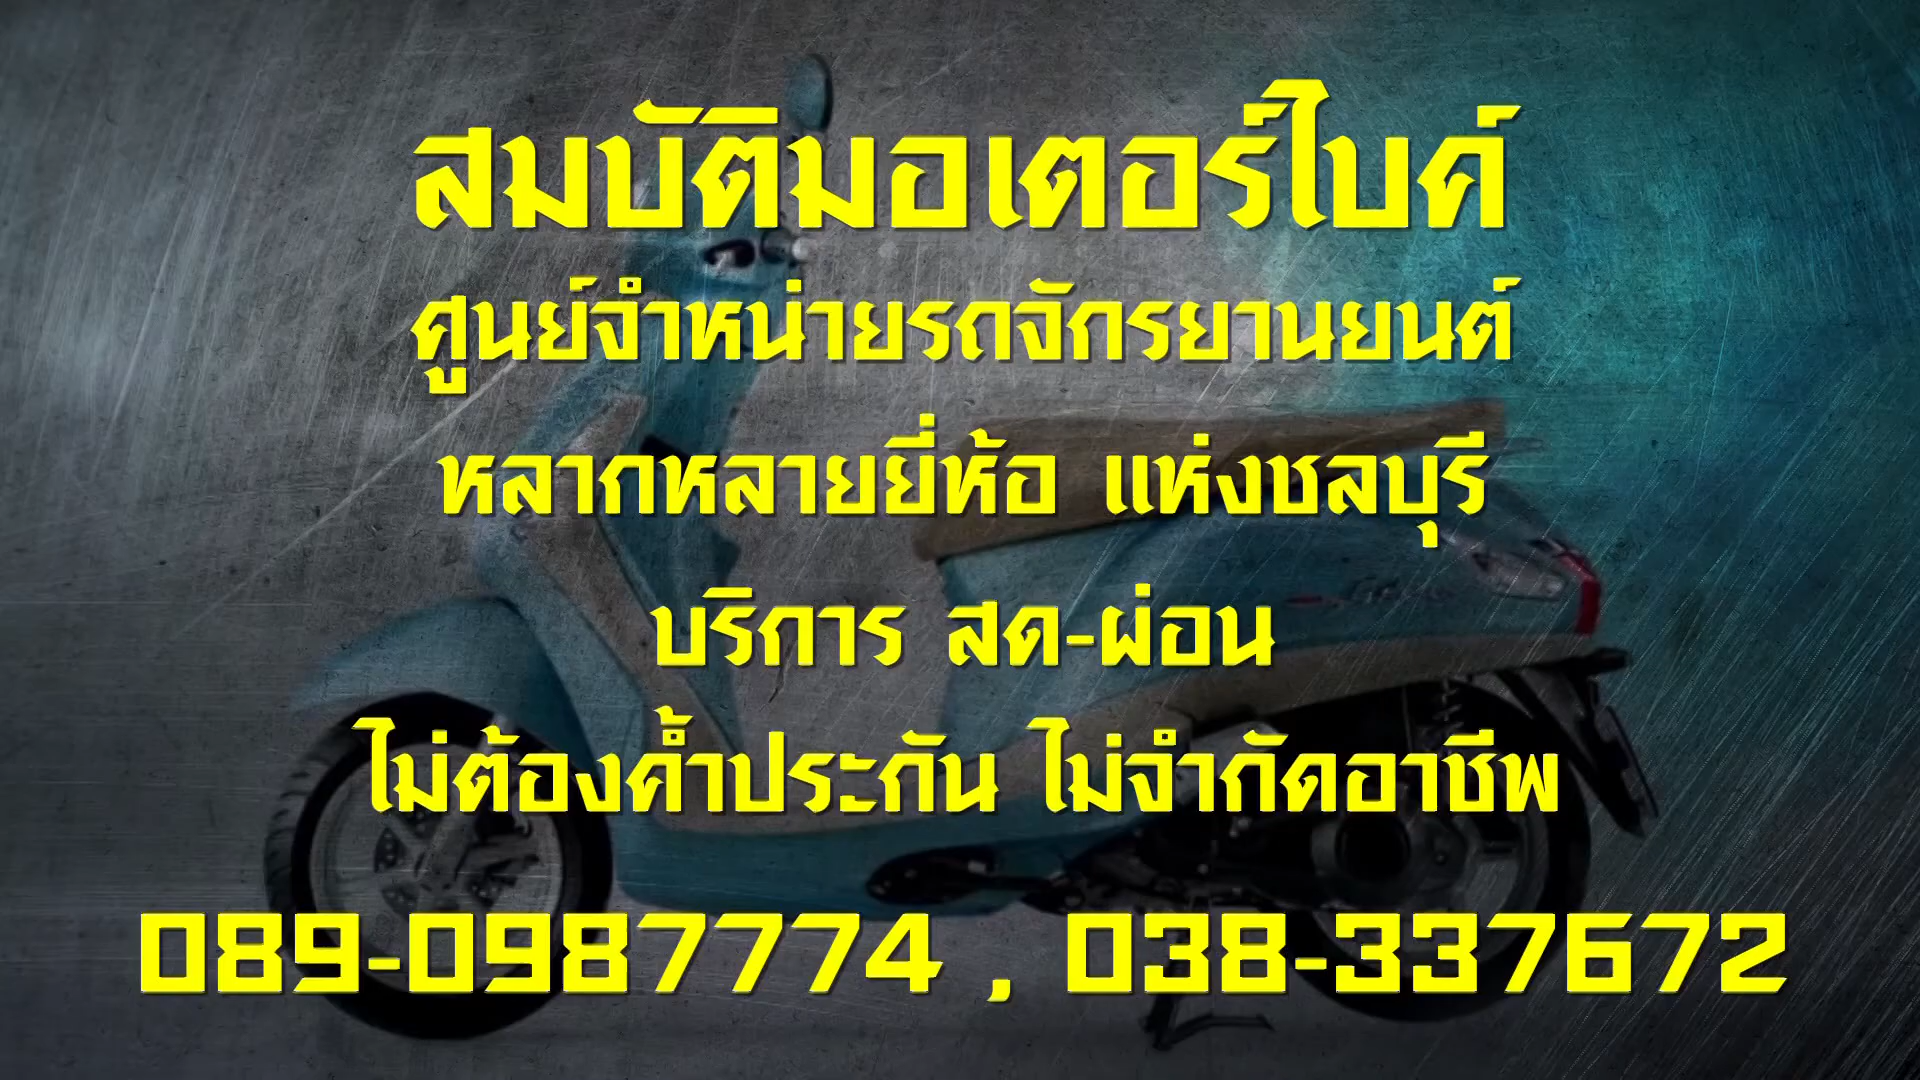 สมบัติมอเตอร์ไบค์
ศูนย์จำหน่ายรถจักรยานยนต์
หลากหลายยี่ห้อ แห่งชลบุรี
บริการ สด-ผ่อน
ไม่ต้องค้ำประกัน ไม่จำกัดอาชีพ
089-0987774 , 038-337672